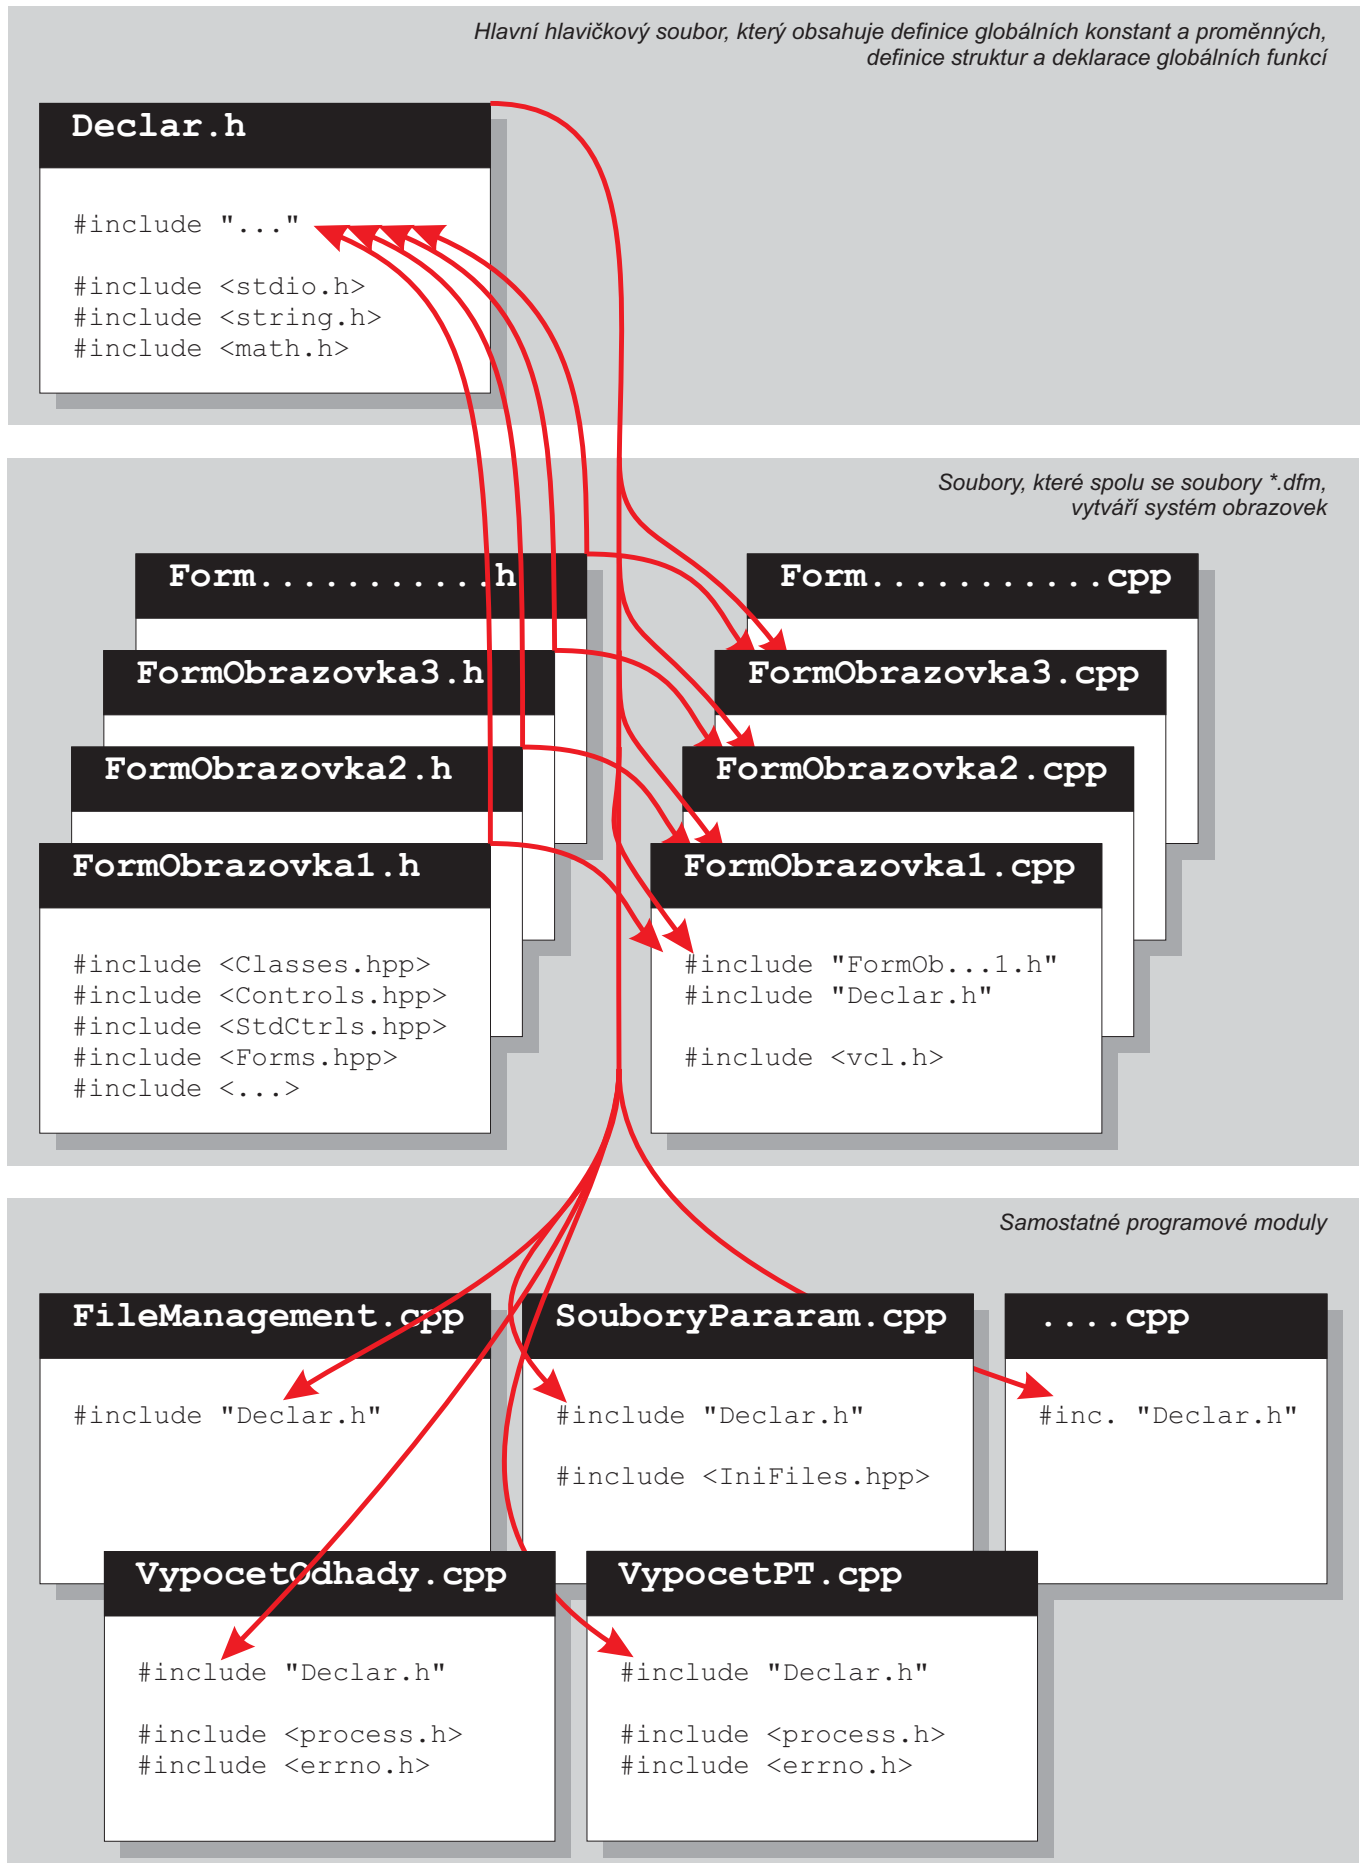 Hlavní hlavičkový soubor, který obsahuje definice globálních konstant a proměnných,
definice struktur a deklarace globálních funkcí
Declar.h
#include "..."
#include <stdio.h>
#include <string.h>
#include <math.h>
Soubory, které spolu se soubory *.dfm,
vytváří systém obrazovek
Form...........h
FormObrazovka3.h
FormObrazovka2.h
FormObrazovka1.h
#include <Classes.hpp>
#include <Controls.hpp>
#include <StdCtrls.hpp>
#include <Forms.hpp>
#include <...>
Form...........cpp
FormObrazovka3.cpp
FormObrazovka2.cpp
FormObrazovka1.cpp
#include "FormOb...1.h"
#include "Declar.h"
#include <vcl.h>
Samostatné programové moduly
FileManagement.cpp
#include "Declar.h"
SouboryPararam.cpp
#include "Declar.h"
#include <IniFiles.hpp>
....cpp
#inc. "Declar.h"
VypocetOdhady.cpp
#include "Declar.h"
#include <process.h>
#include <errno.h>
VypocetPT.cpp
#include "Declar.h"
#include <process.h>
#include <errno.h>